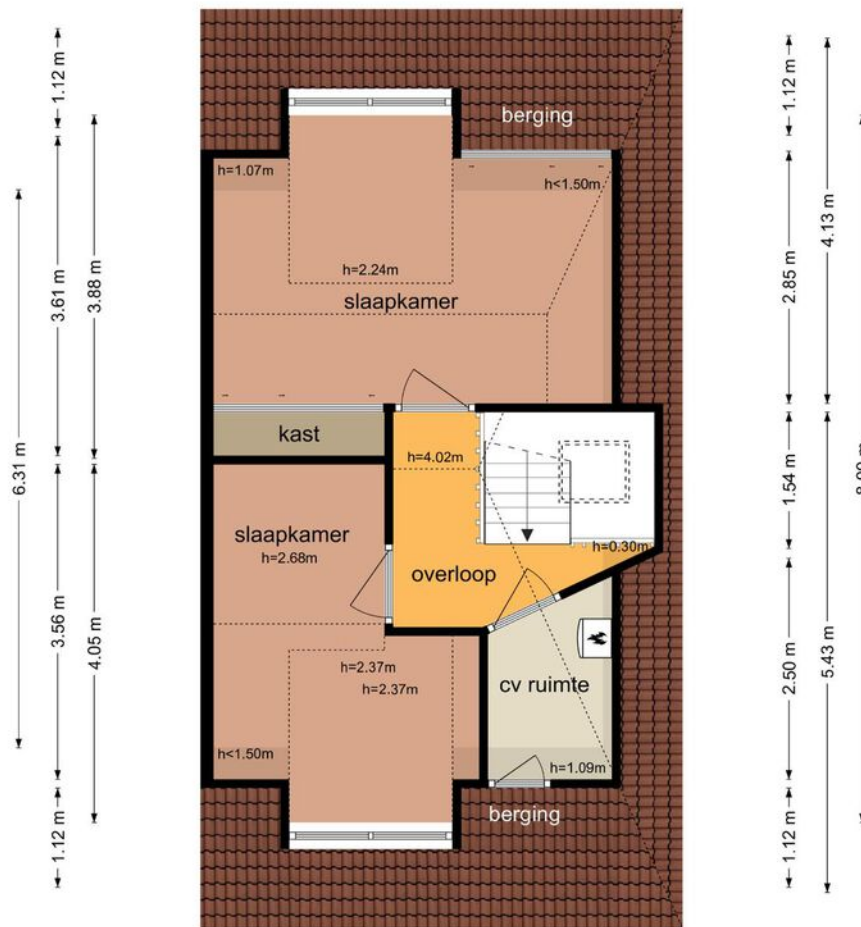 1.12 m
3.61 m
3.56 m
1.12 m
6.31 m
3.88 m
4.05 m
berging
h=1.07m
h<1.50m
h=2.24m
slaapkamer
kast
h=4.02m
slaapkamer
h=2.68m
h=0.30m
overloop
h=2.37m
h=2.37m
cv ruimte
h<1.50m
h=1.09m
berging
1.12 m
2.85 m
1.54 m
2.50 m
1.12 m
4.13 m
5.43 m